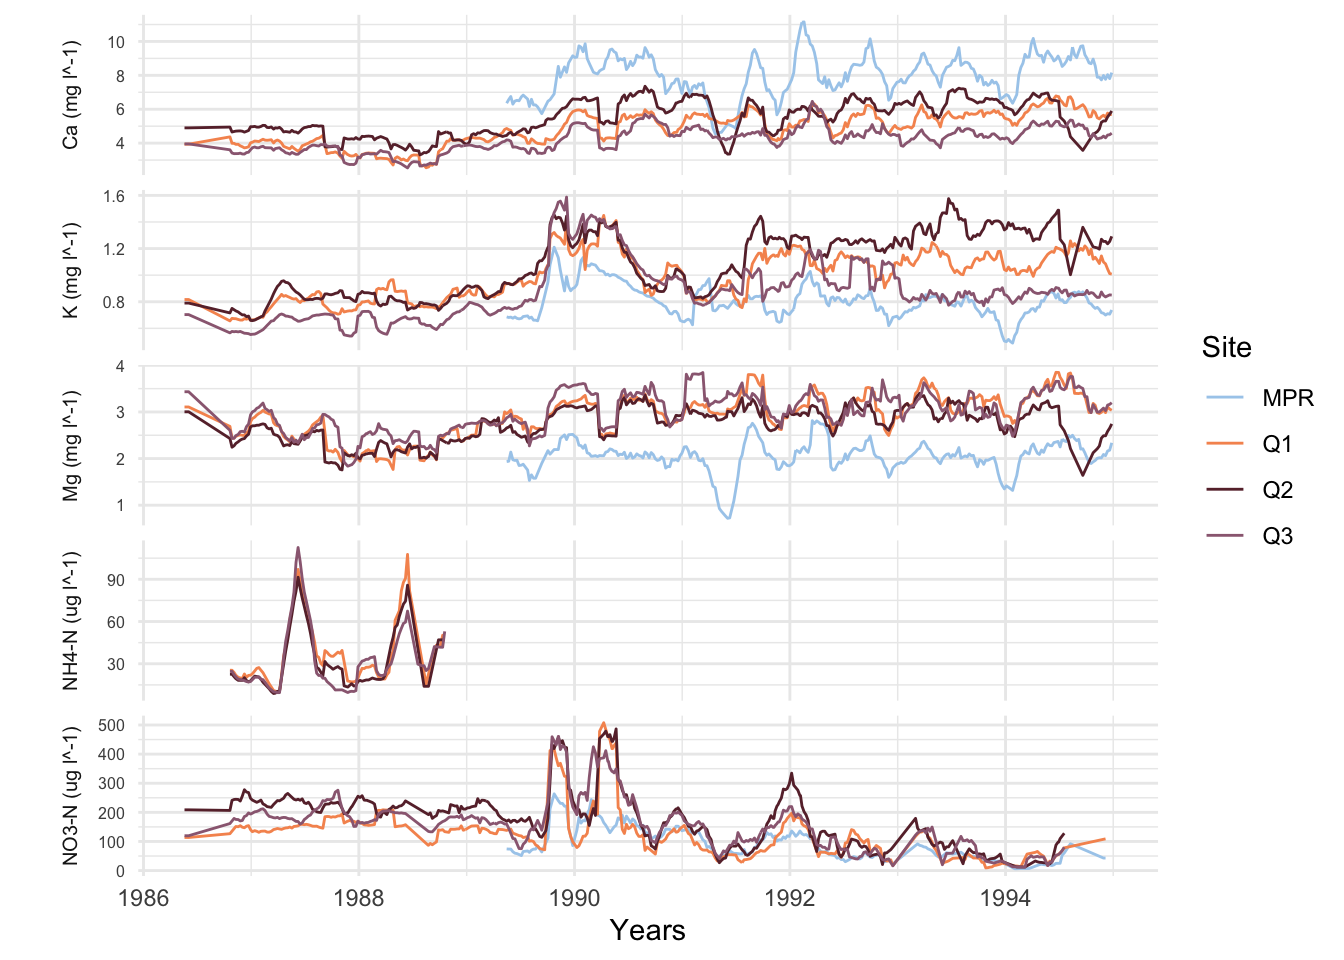 Ca (mg l^-1)
10
8
6
4
K (mg l^-1)
1.6
1.2
0.8
Mg (mg l^-1)
4
3
2
1
NH4-N (ug l^-1)
90
60
30
NO3-N (ug l^-1)
500
400
300
200
100
0
1986 1988 1990 1992 1994
Years
Site
MPR
Q1
Q2
Q3